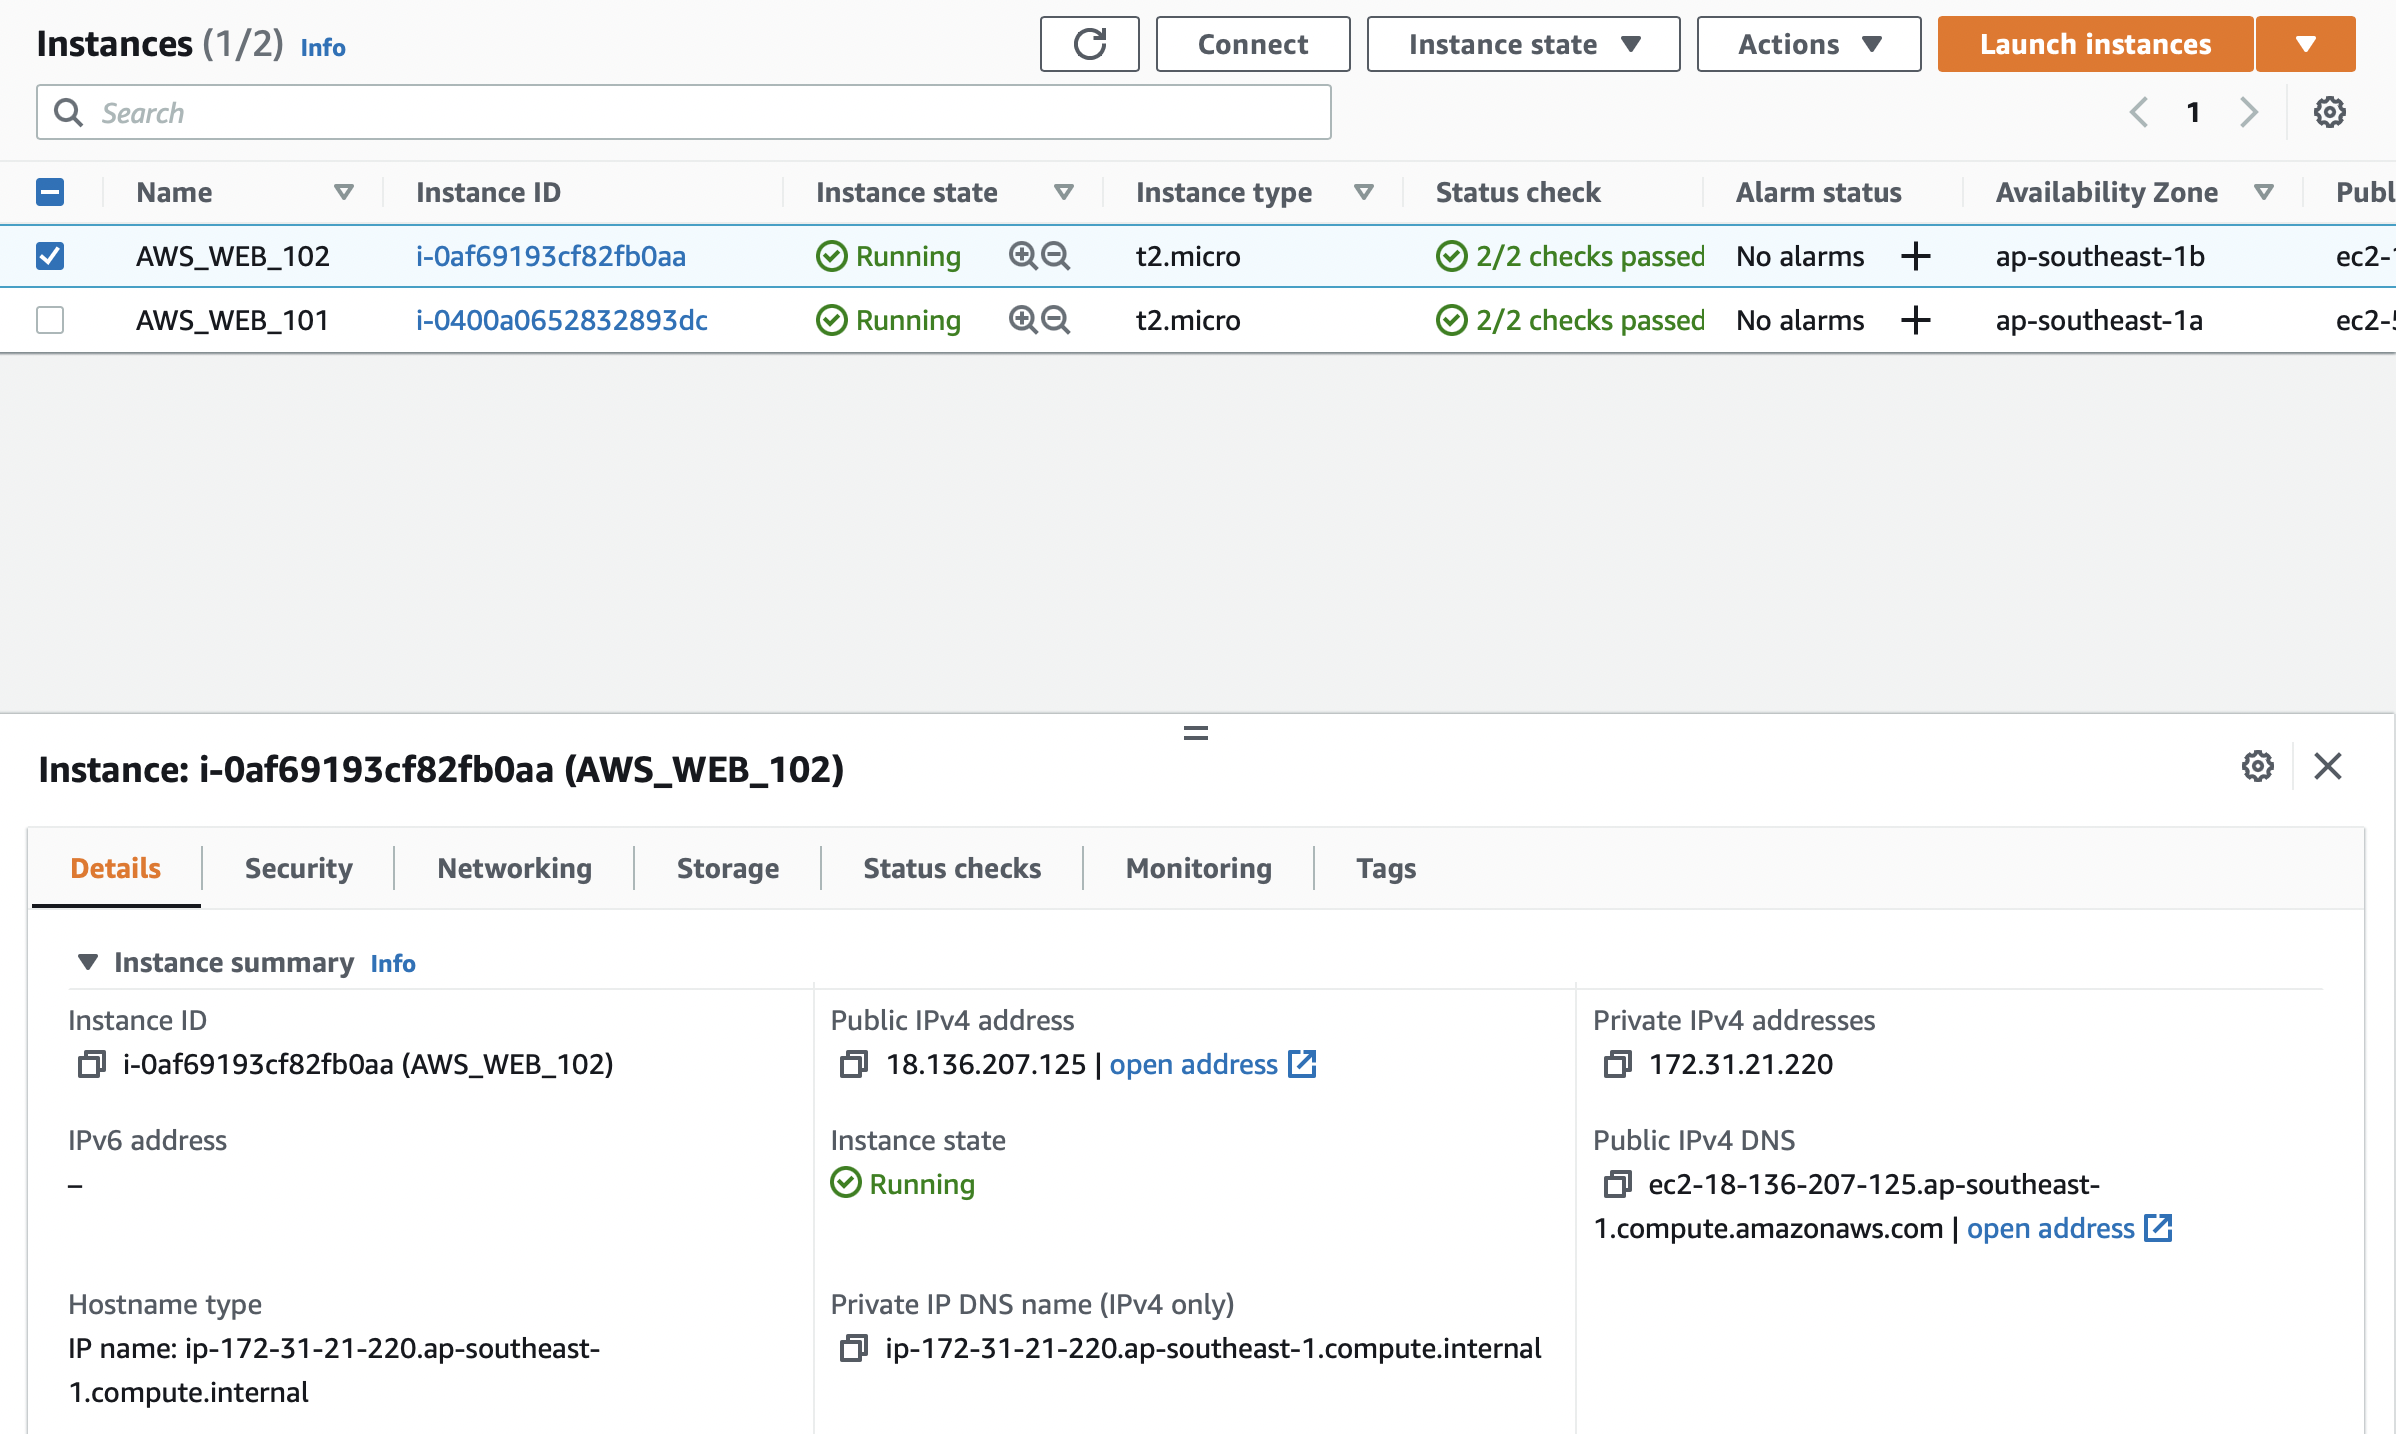 Instances (1/2) Info
Connect
Instance state
Actions
Launch instances
Search
1
Name Instance ID Instance state Instance type Status check Alarm status Availability Zone Publ
AWS_WEB_102 i-0af69193cf82fb0aa Running t2.micro 2/2 checks passed No alarms ap-southeast-1b ec2-1
AWS_WEB_101 i-0400a0652832893dc Running t2.micro 2/2 checks passed No alarms ap-southeast-1a ec2-5
Instance: i-0af69193cf82fb0aa (AWS_WEB_102)
Details Security Networking Storage Status checks Monitoring Tags
Instance summary Info
Instance ID
i-0af69193cf82fb0aa (AWS_WEB_102)
Public IPv4 address
18.136.207.125 | open address
Private IPv4 addresses
172.31.21.220
IPv6 address
–
Instance state
Running
Public IPv4 DNS
ec2-18-136-207-125.ap-southeast-
1.compute.amazonaws.com | open address
Hostname type
IP name: ip-172-31-21-220.ap-southeast-
1.compute.internal
Private IP DNS name (IPv4 only)
ip-172-31-21-220.ap-southeast-1.compute.internal